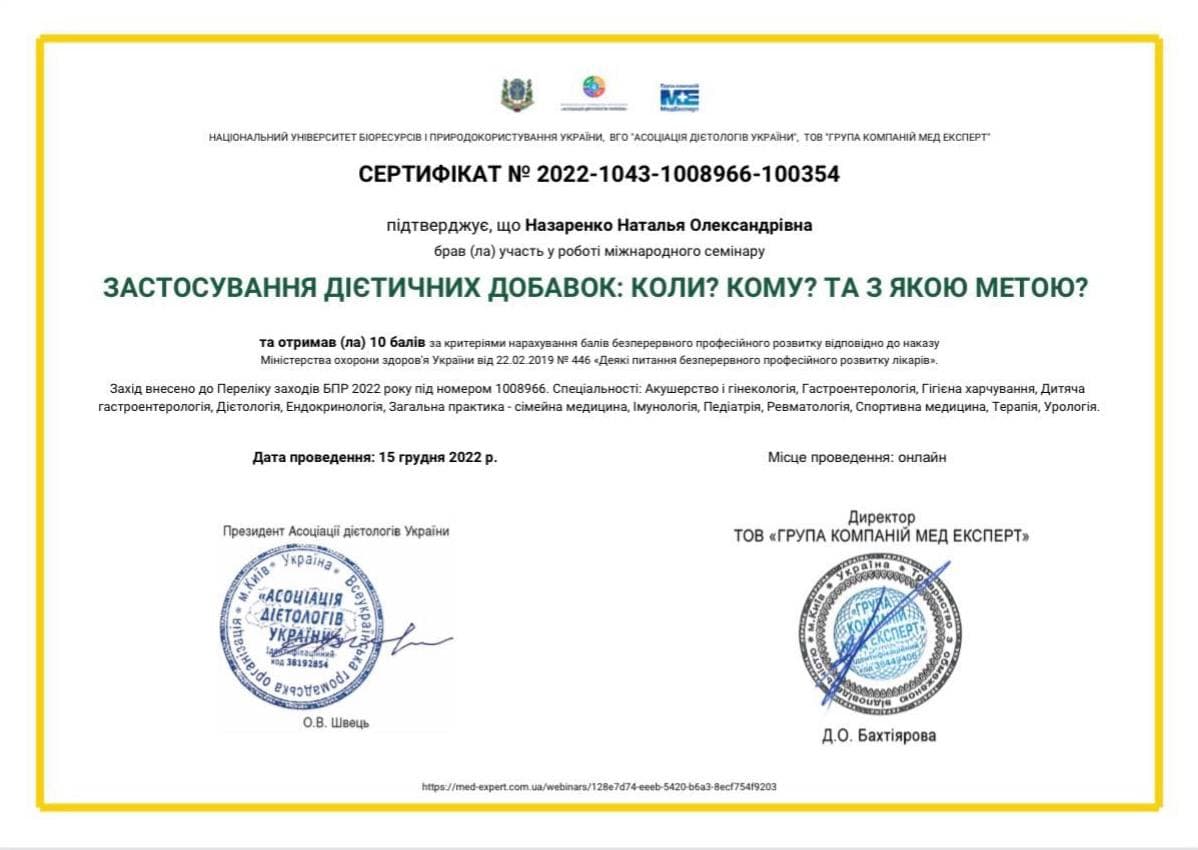 Група компаній
МЕ
МедЕксперт
НАЦІОНАЛЬНИЙ УНІВЕРСИТЕТ БІОРЕСУРСІВ І ПРИРОДОКОРИСТУВАННЯ УКРАЇНИ, ВГО "АСОЦІАЦІЯ ДІЄТОЛОГІВ УКРАЇНИ", ТОВ "ГРУПА КОМПАНІЙ МЕД ЕКСПЕРТ"
СЕРТИФІКАТ № 2022-1043-1008966-100354
підтверджує, що Назаренко Наталья Олександрівна
брав (ла) участь у роботі міжнародного семінару
ЗАСТОСУВАННЯ ДІЄТИЧНИХ ДОБАВОК: КОЛИ? КОМУ? ТА З ЯКОЮ МЕТОЮ?
та отримав (ла) 10 балів за критеріями нарахування балів безперервного професійного розвитку відповідно до наказу
Міністерства охорони здоров'я України від 22.02.2019 № 446 «Деякі питання безперервного професійного розвитку лікарів».
Захід внесено до Переліку заходів БПР 2022 року під номером 1008966. Спеціальності: Акушерство і гінекологія, Гастроентерологія, Гігієна харчування, Дитяча
гастроентерологія, Дієтологія, Ендокринологія, Загальна практика - сімейна медицина, Імунологія, Педіатрія, Ревматологія, Спортивна медицина, Терапія, Урологія.
Дата проведення: 15 грудня 2022 р.
Місце проведення: онлайн
Президент Асоціації дієтологів України
м.Київ * Україна * Всеукраїнська громадська організація *
«АСОЦІАЦІЯ
ДІЄТОЛОГІВ
УКРАЇНИ»
Ідентифікаційний
код 38192854
О.В. Швець
Директор
ТОВ «ГРУПА КОМПАНІЙ МЕД ЕКСПЕРТ»
м.Київ * Україна * Товариство з обмеженою відповідальністю *
«ГРУПА
КОМПАНІЙ
МЕД ЕКСПЕРТ»
ідентифікаційний
код 38449406
Д.О. Бахтіярова
https://med-expert.com.ua/webinars/128e7d74-eeeb-5420-b6a3-8ecf754f9203